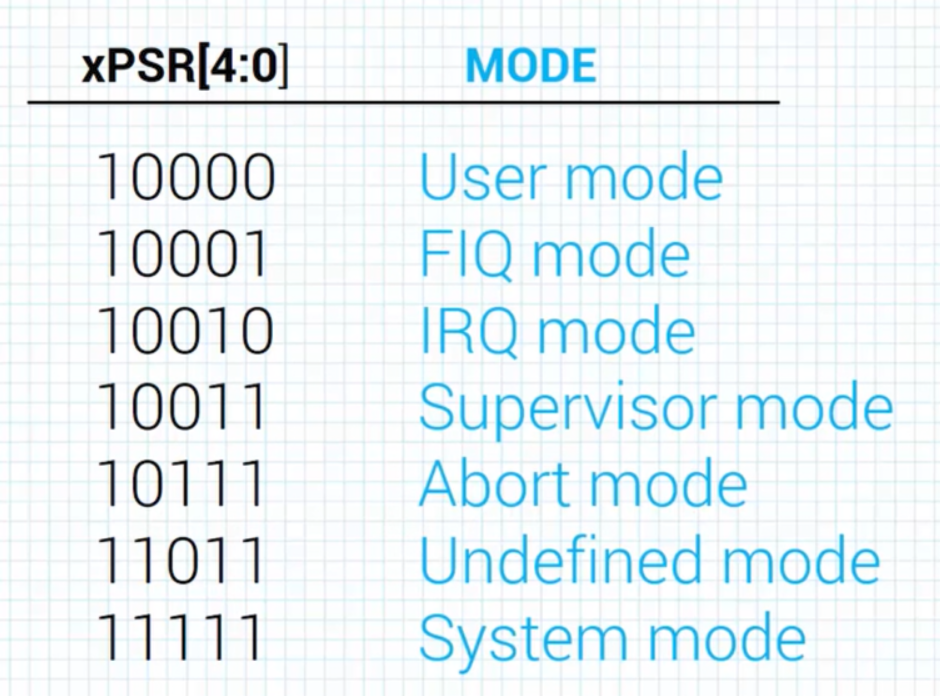 xPSR[4:0] MODE
10000 User mode
10001 FIQ mode
10010 IRQ mode
10011 Supervisor mode
10111 Abort mode
11011 Undefined mode
11111 System mode